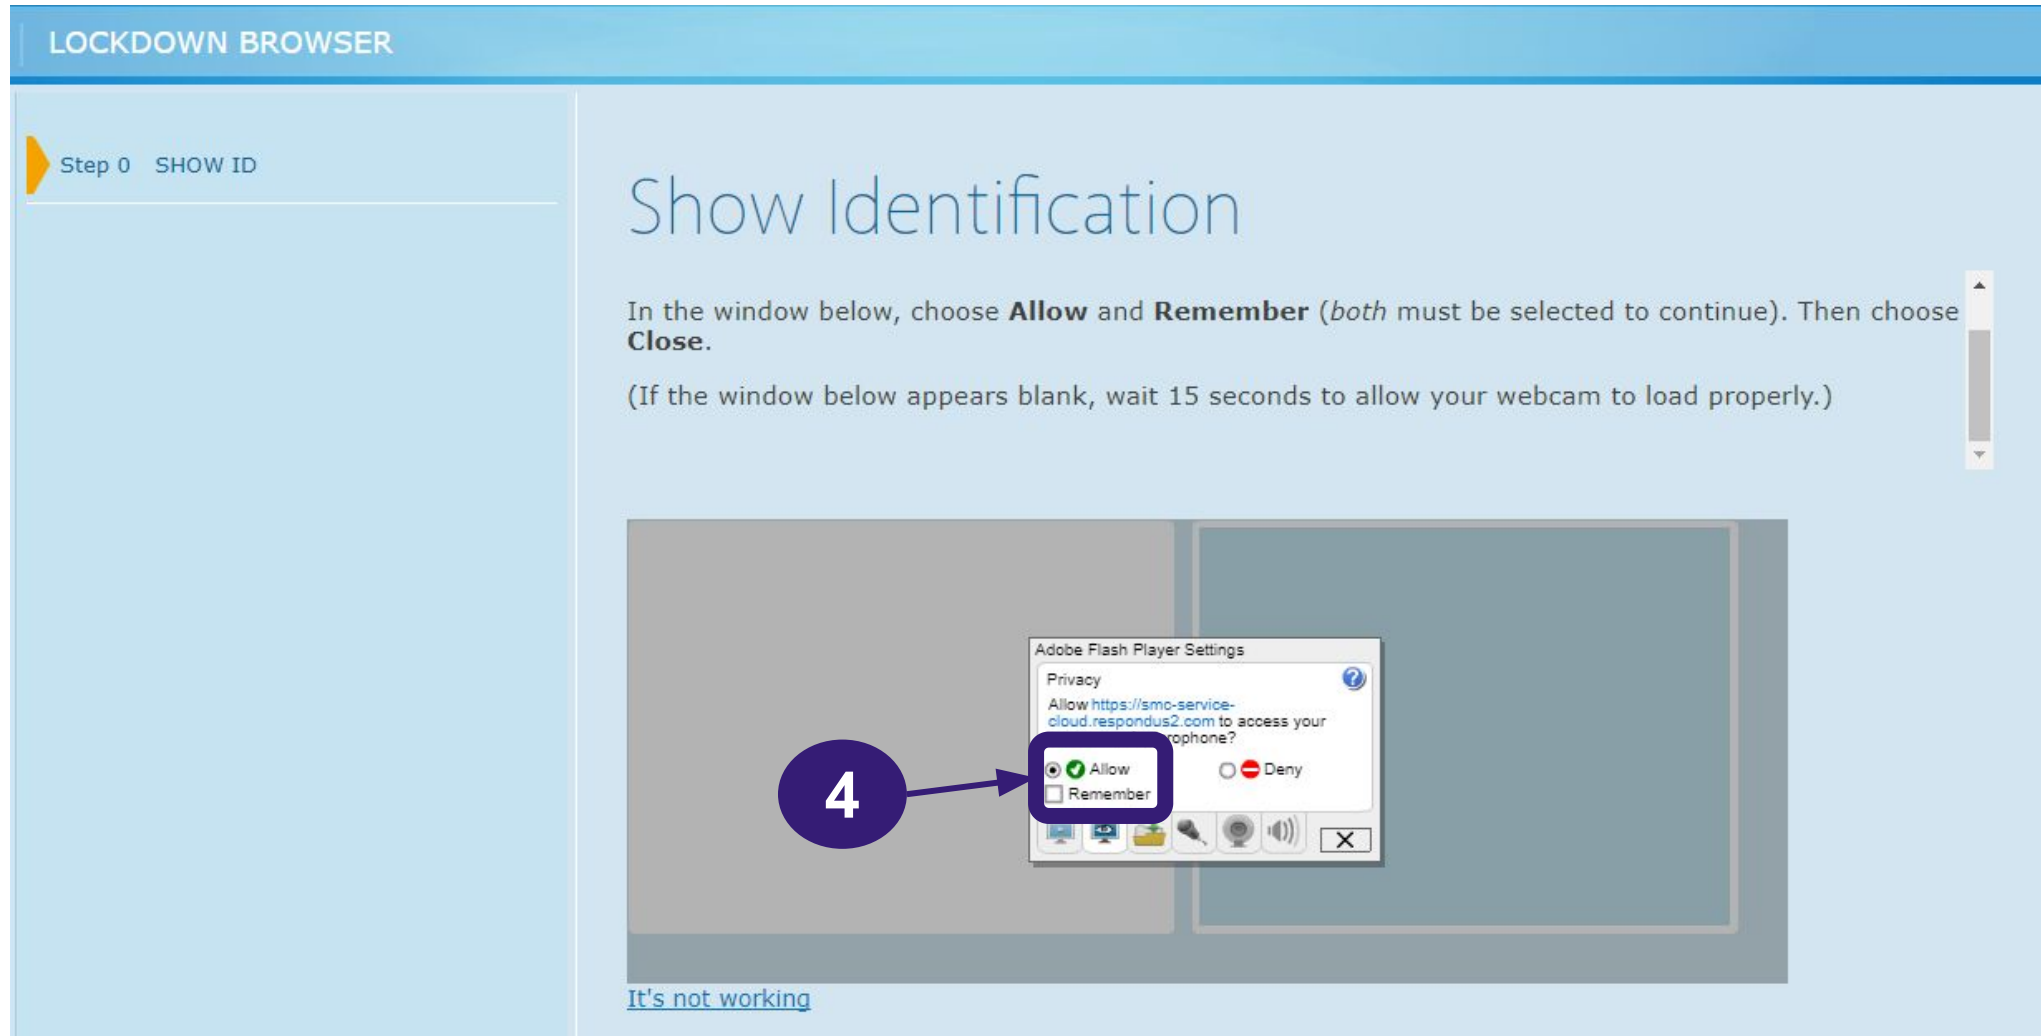 LOCKDOWN BROWSER
Step 0 SHOW ID
Show Identification
In the window below, choose Allow and Remember (both must be selected to continue). Then choose
Close.
(If the window below appears blank, wait 15 seconds to allow your webcam to load properly.)
Adobe Flash Player Settings
Privacy
?
Allow https://smc-service-
cloud.respondus2.com to access your
rophone?
4
Allow
Deny
Remember
X
It's not working